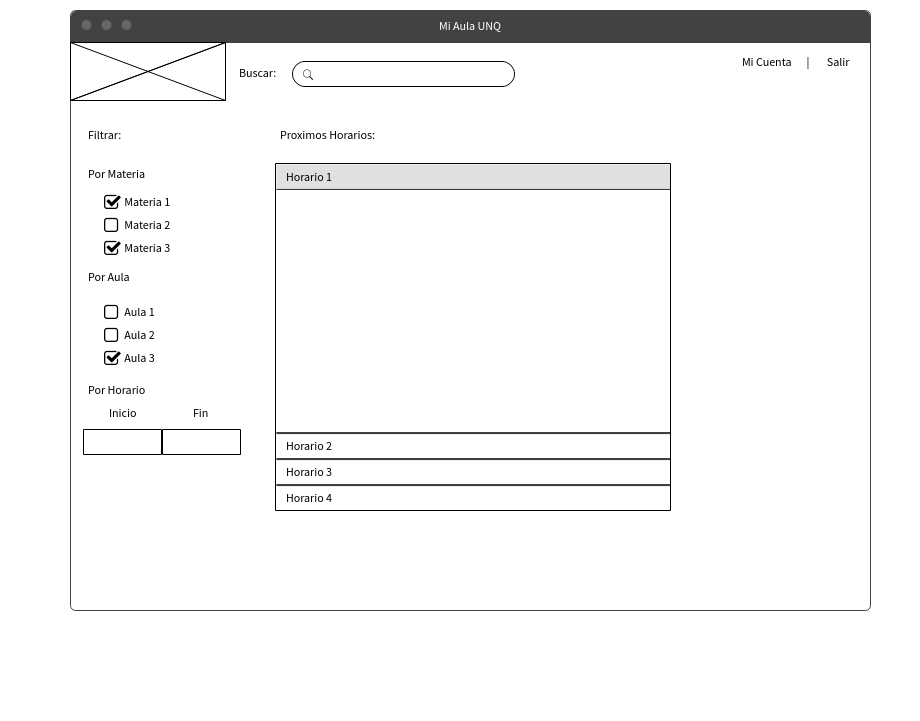 Mi Aula UNQ
Buscar:
Mi Cuenta | Salir
Filtrar:
Proximos Horarios:
Por Materia
Materia 1
Materia 2
Materia 3
Por Aula
Aula 1
Aula 2
Aula 3
Por Horario
Inicio Fin
Horario 1
Horario 2
Horario 3
Horario 4